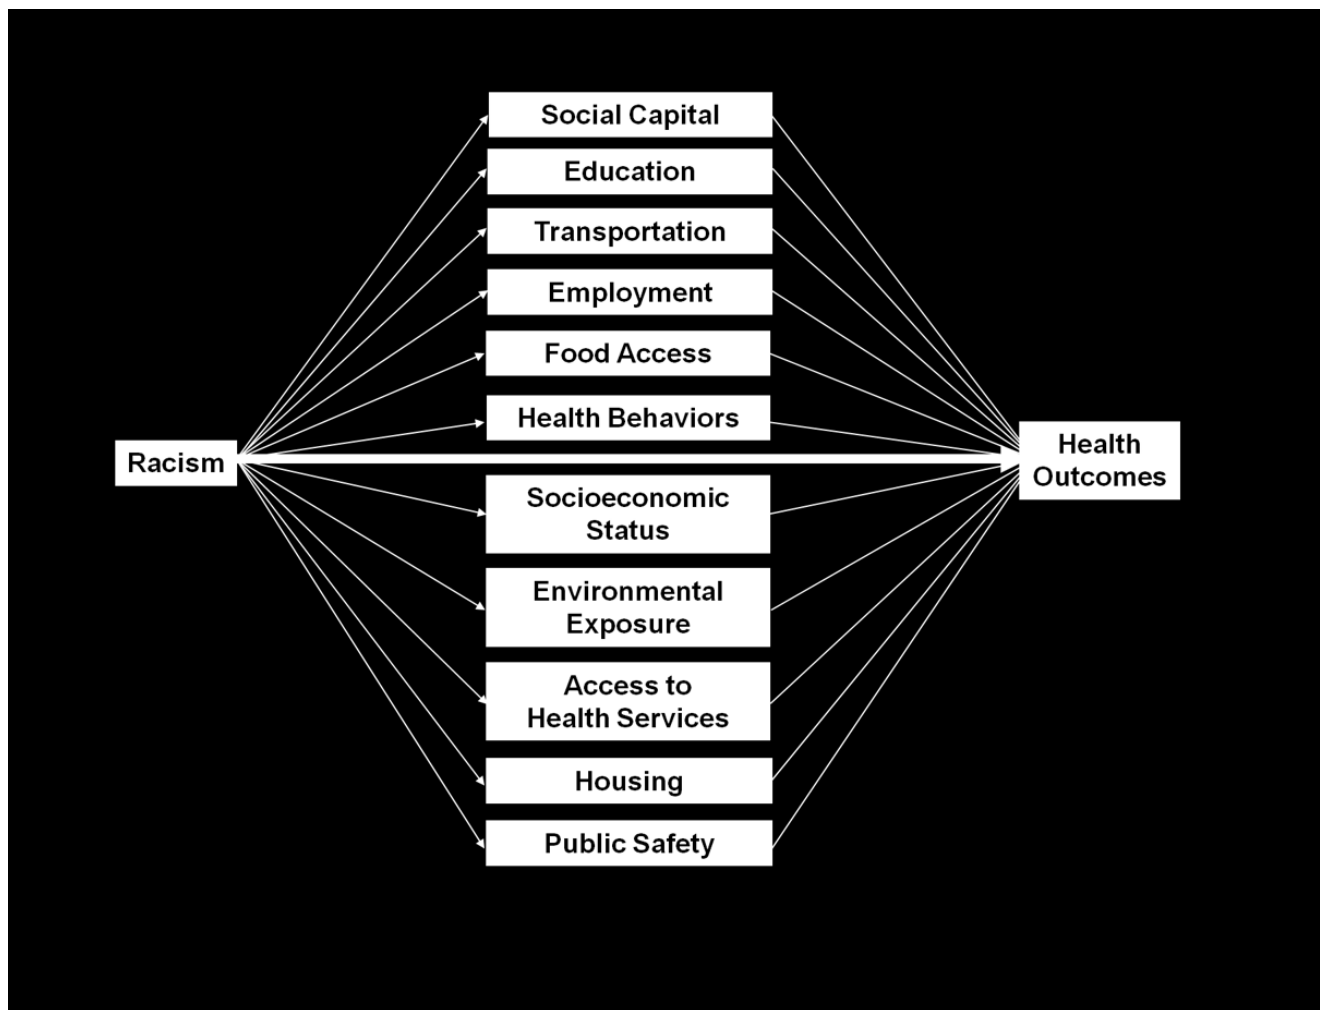 Social Capital
Education
Transportation
Employment
Food Access
Health Behaviors
Racism
Health
Outcomes
Socioeconomic
Status
Environmental
Exposure
Access to
Health Services
Housing
Public Safety